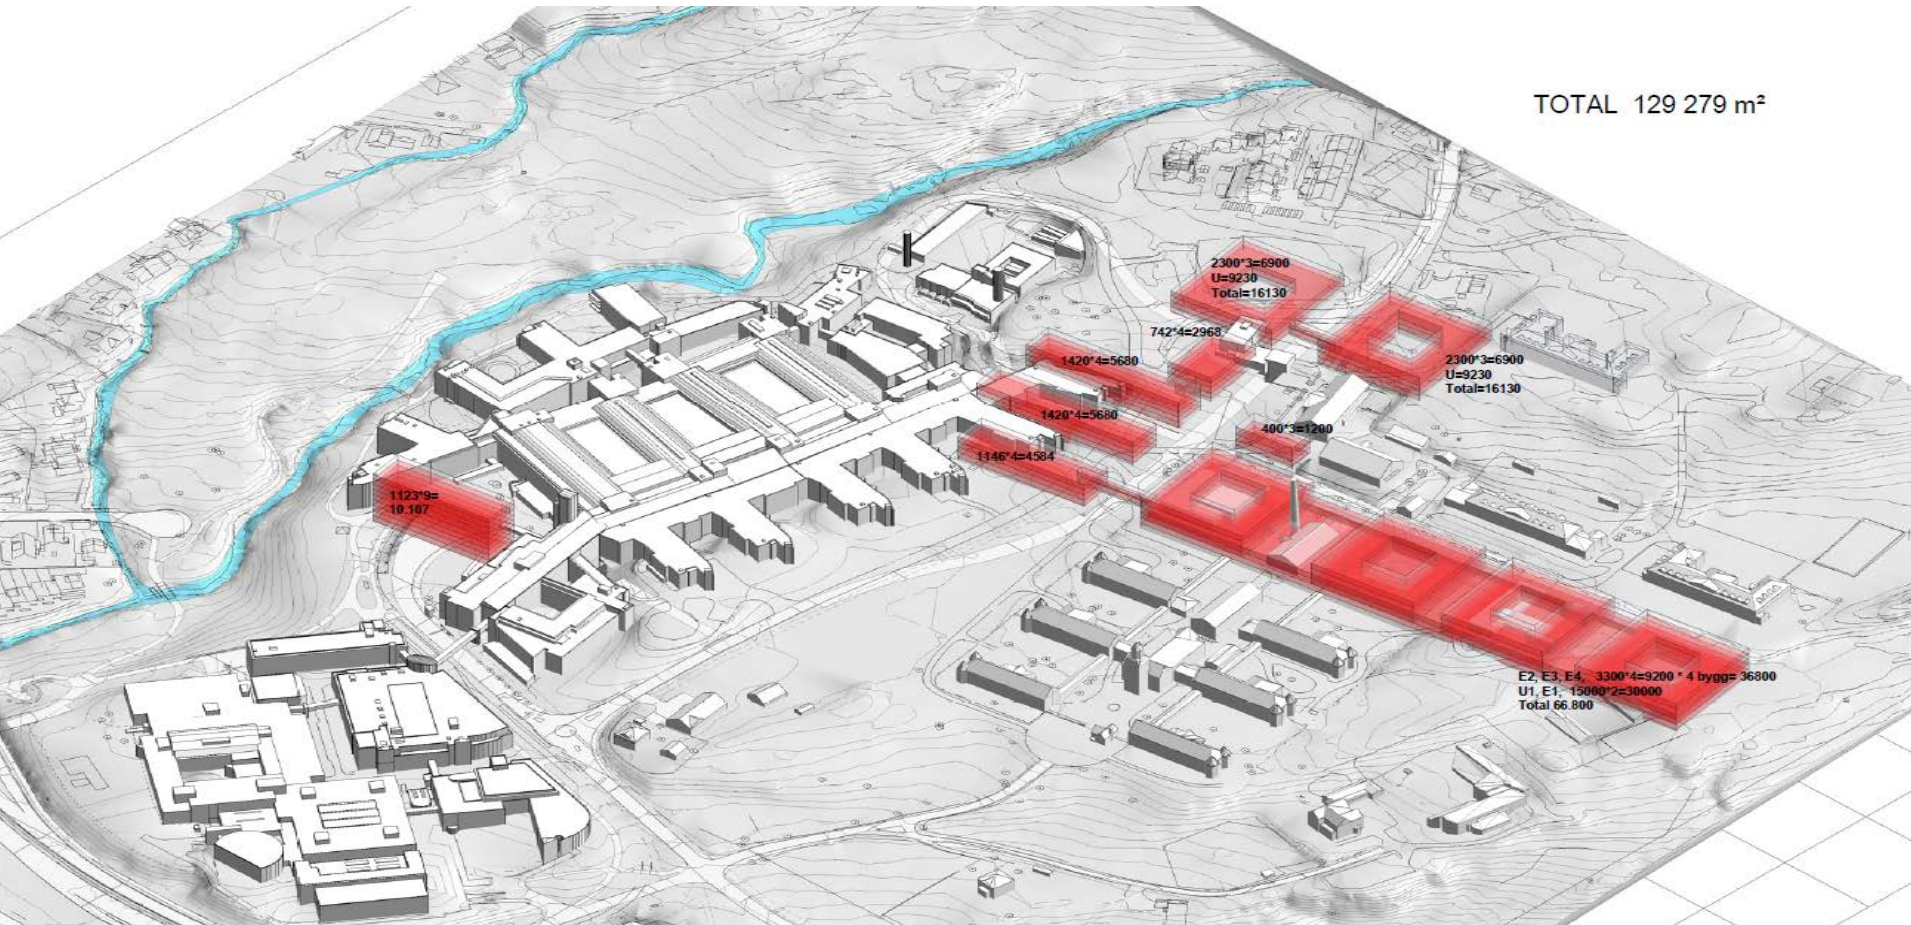 TOTAL 129 279 m²
2300*3=6900
U=9230
Total=16130
742*4=2968
1420*4=5680
2300*3=6900
U=9230
Total=16130
1420*4=5680
400*3=1200
1146*4=4584
1123*9=
10.107
E2, E3, E4, 3300*4=9200 * 4 bygg= 36800
U1, E1, 15000*2=30000
Total 66.800